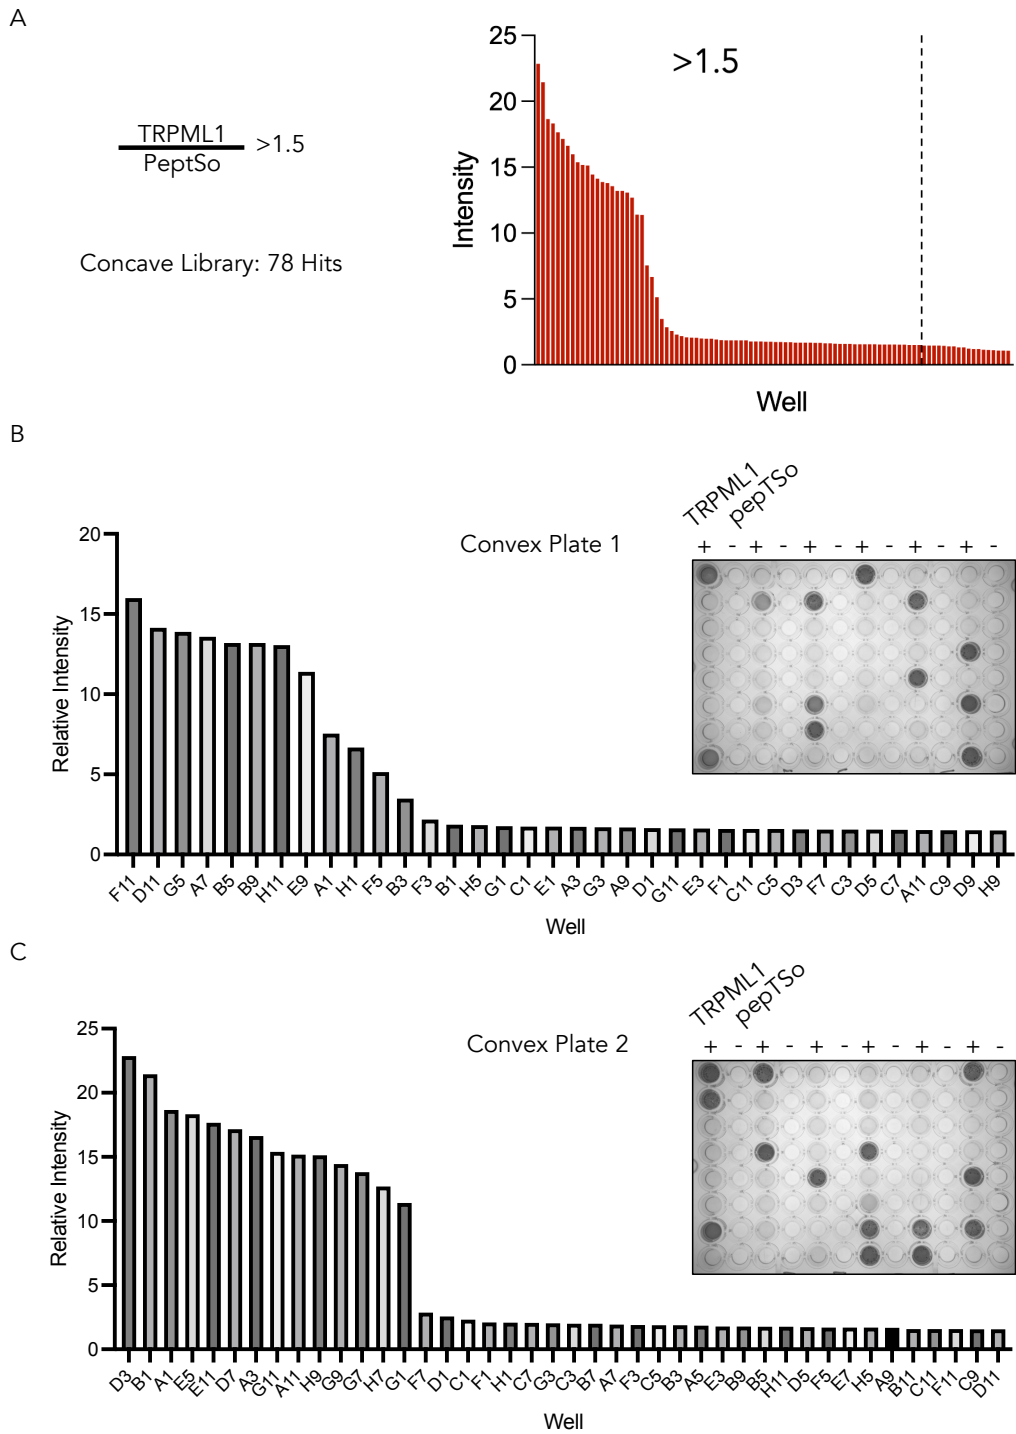 A
TRPML1
PeptSo
>1.5
Concave Library: 78 Hits
25
20
15
10
5
0
Intensity
>1.5
Well
B
20
15
10
5
0
Relative Intensity
Convex Plate 1
TRPML1
pepTSo
+ - + - + - + - + - + -
F11 D11 G5 A7 B5 B9 H11 E9 A1 H1 F5 B3 F3 B1 H5 G1 C1 E1 A3 G3 A9 D1 G11 E3 F1 C11 C5 D3 F7 C3 D5 C7 A11 C9 D9 H9
Well
C
25
20
15
10
5
0
Relative Intensity
Convex Plate 2
TRPML1
pepTSo
+ - + - + - + - + - + -
D3 B1 A1 E5 E11 D7 A3 G11 A11 H9 G9 G7 H7 G1 F7 D1 C1 F1 H1 C7 G3 C3 B7 A7 F3 C5 B3 A5 E3 B9 B5 H11 D5 F5 E7 H5 A9 B11 C11 F11 C9 D11
Well